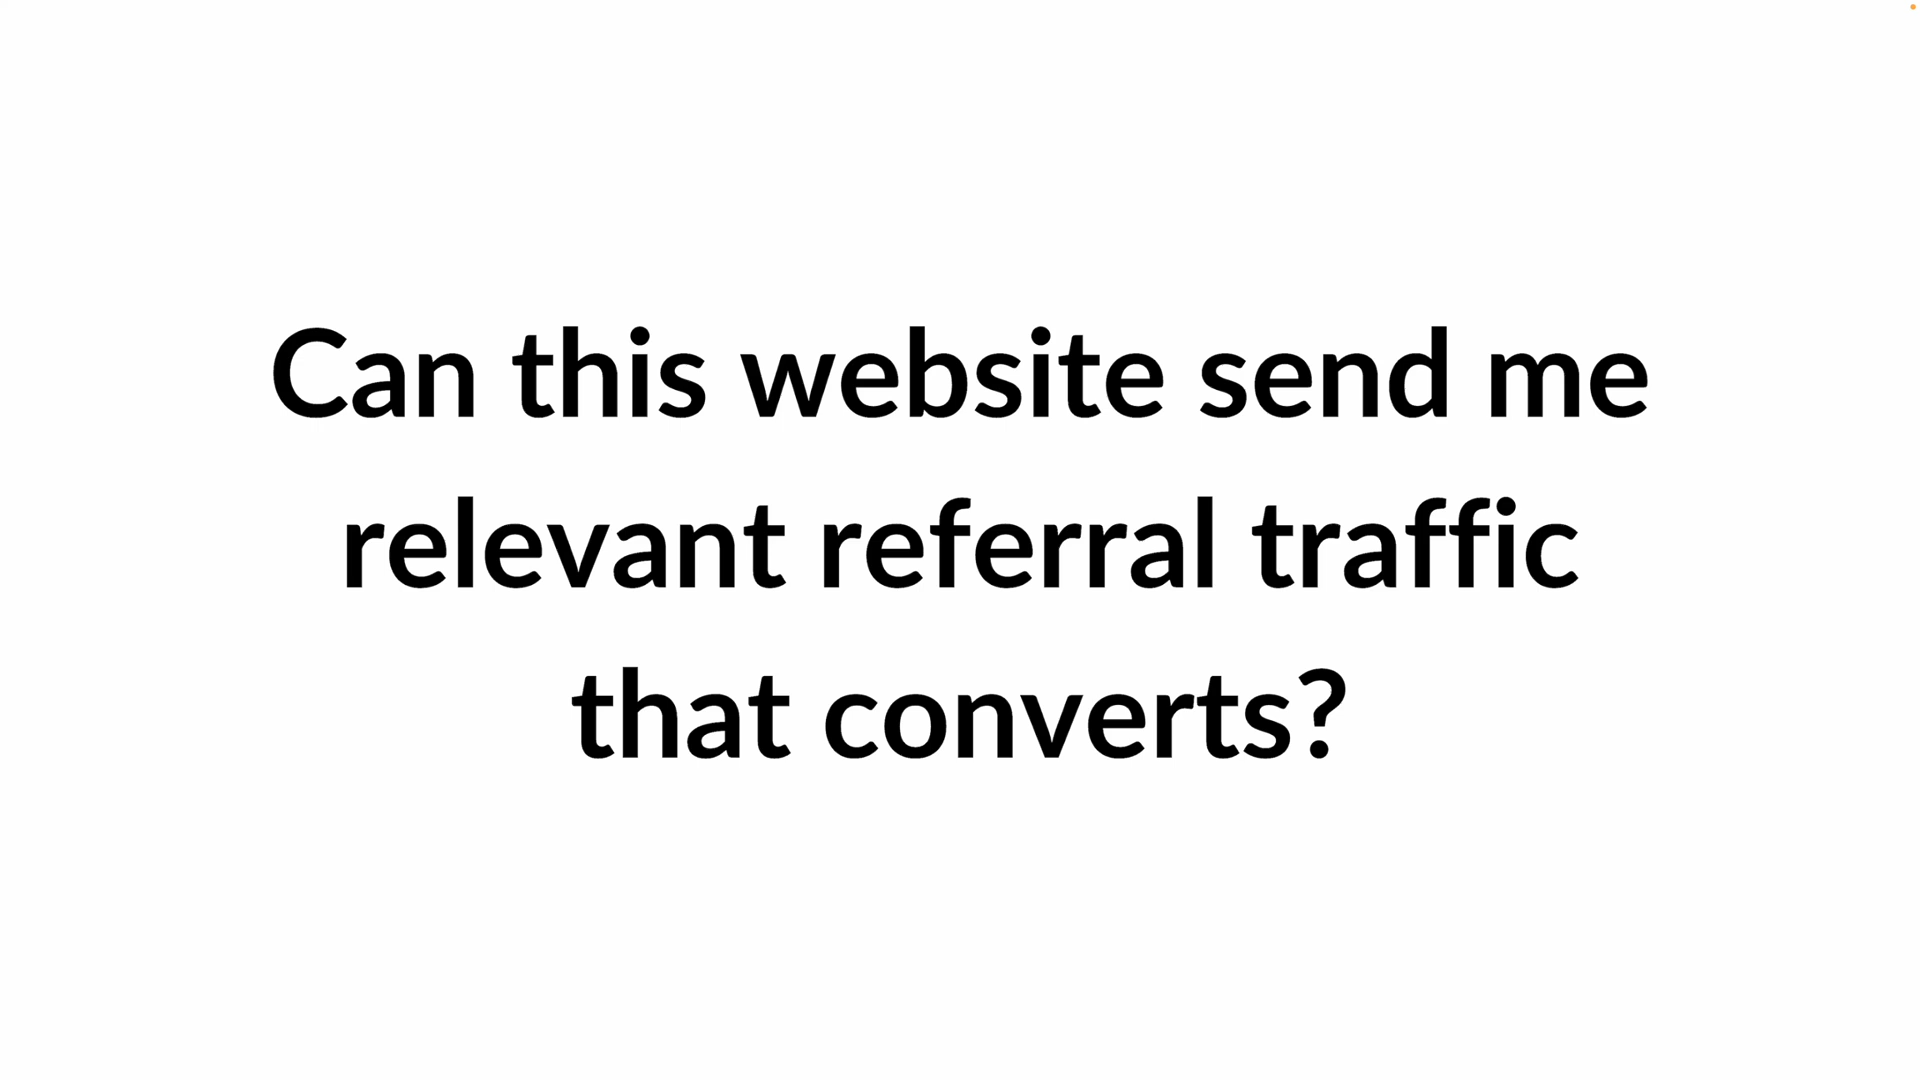 Can this website send me
relevant referral traffic
that converts?